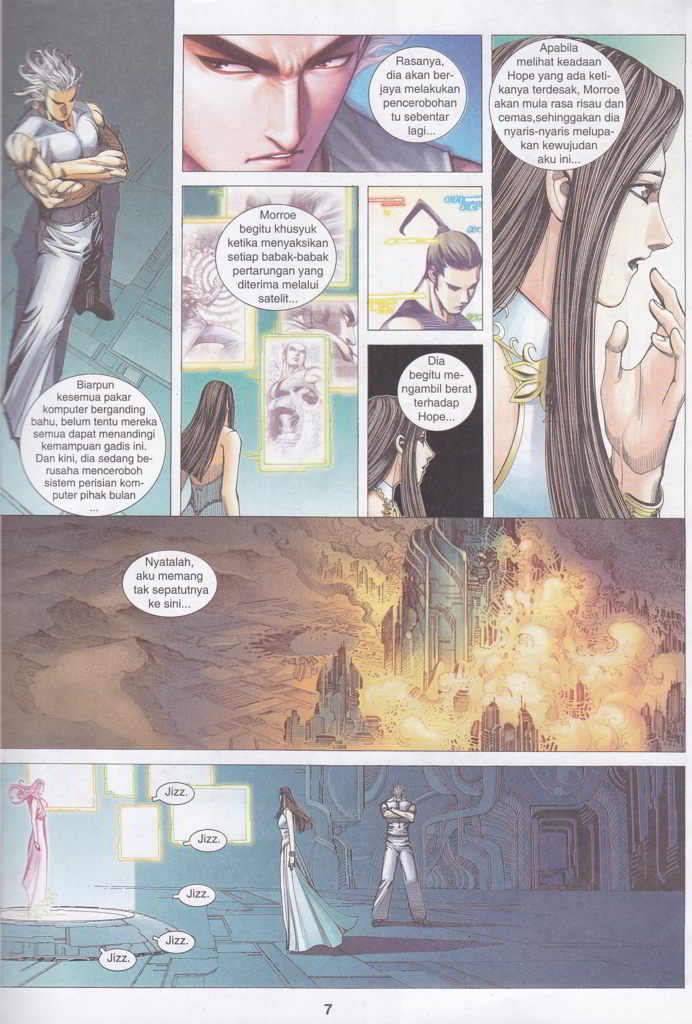 Biarpun
kesemua pakar
komputer berganding
bahu, belum tentu mereka
semua dapat menandingi
kemampuan gadis ini.
Dan kini, dia sedang be-
rusaha menceroboh
sistem perisian kom-
puter pihak bulan
...
Rasanya,
dia akan ber-
jaya melakukan
pencerobohan
tu sebentar
lagi...
Apabila
melihat keadaan
Hope yang ada keti-
kanya terdesak, Morroe
akan mula rasa risau dan
cemas,sehinggakan dia
nyaris-nyaris melupa-
kan kewujudan
aku ini...
Morroe
begitu khusyuk
ketika menyaksikan
setiap babak-babak
pertarungan yang
diterima melalui
satelit...
Dia
begitu me-
ngambil berat
terhadap
Hope...
Nyatalah,
aku memang
tak sepatutnya
ke sini...
Jizz.
Jizz.
Jizz.
Jizz.
Jizz.
7